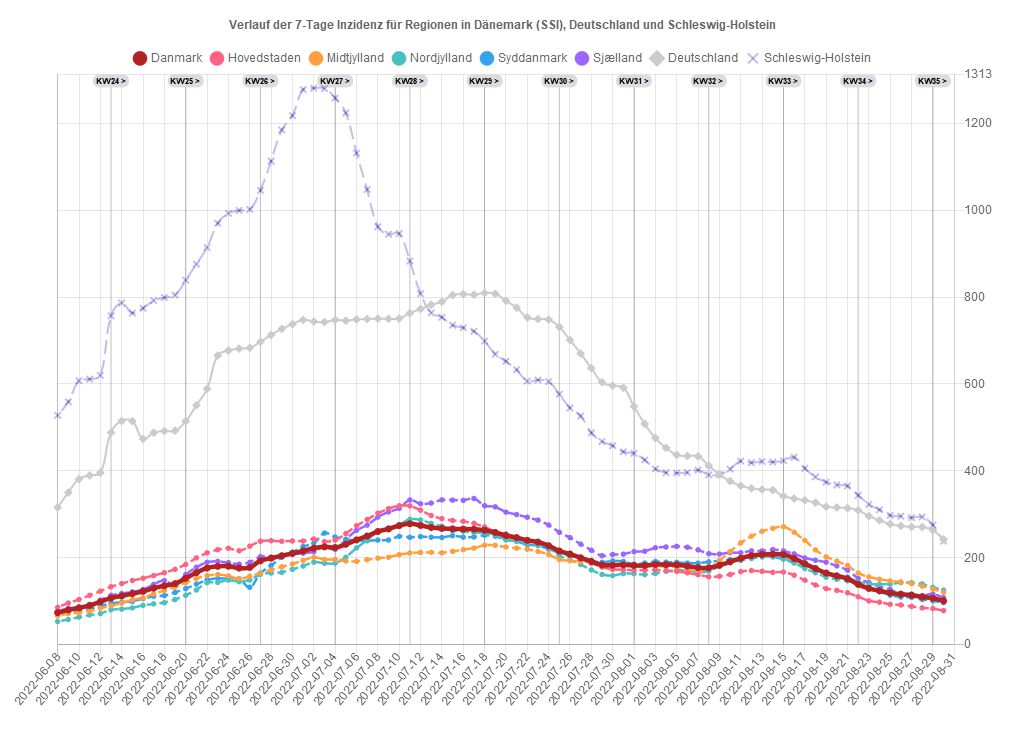 Verlauf der 7-Tage Inzidenz für Regionen in Dänemark (SSI), Deutschland und Schleswig-Holstein
Danmark Hovedstaden Midtjylland Nordjylland Syddanmark Sjælland Deutschland Schleswig-Holstein
KW24 > KW25 > KW26 > KW27 > KW28 > KW29 > KW30 > KW31 > KW32 > KW33 > KW34 > KW35 >
1313
1200
1000
800
600
400
200
0
2022-06-08 2022-06-10 2022-06-12 2022-06-14 2022-06-16 2022-06-18 2022-06-20 2022-06-22 2022-06-24 2022-06-26 2022-06-28 2022-06-30 2022-07-02 2022-07-04 2022-07-06 2022-07-08 2022-07-10 2022-07-12 2022-07-14 2022-07-16 2022-07-18 2022-07-20 2022-07-22 2022-07-24 2022-07-26 2022-07-28 2022-07-30 2022-08-01 2022-08-03 2022-08-05 2022-08-07 2022-08-09 2022-08-11 2022-08-13 2022-08-15 2022-08-17 2022-08-19 2022-08-21 2022-08-23 2022-08-25 2022-08-27 2022-08-29 2022-08-31